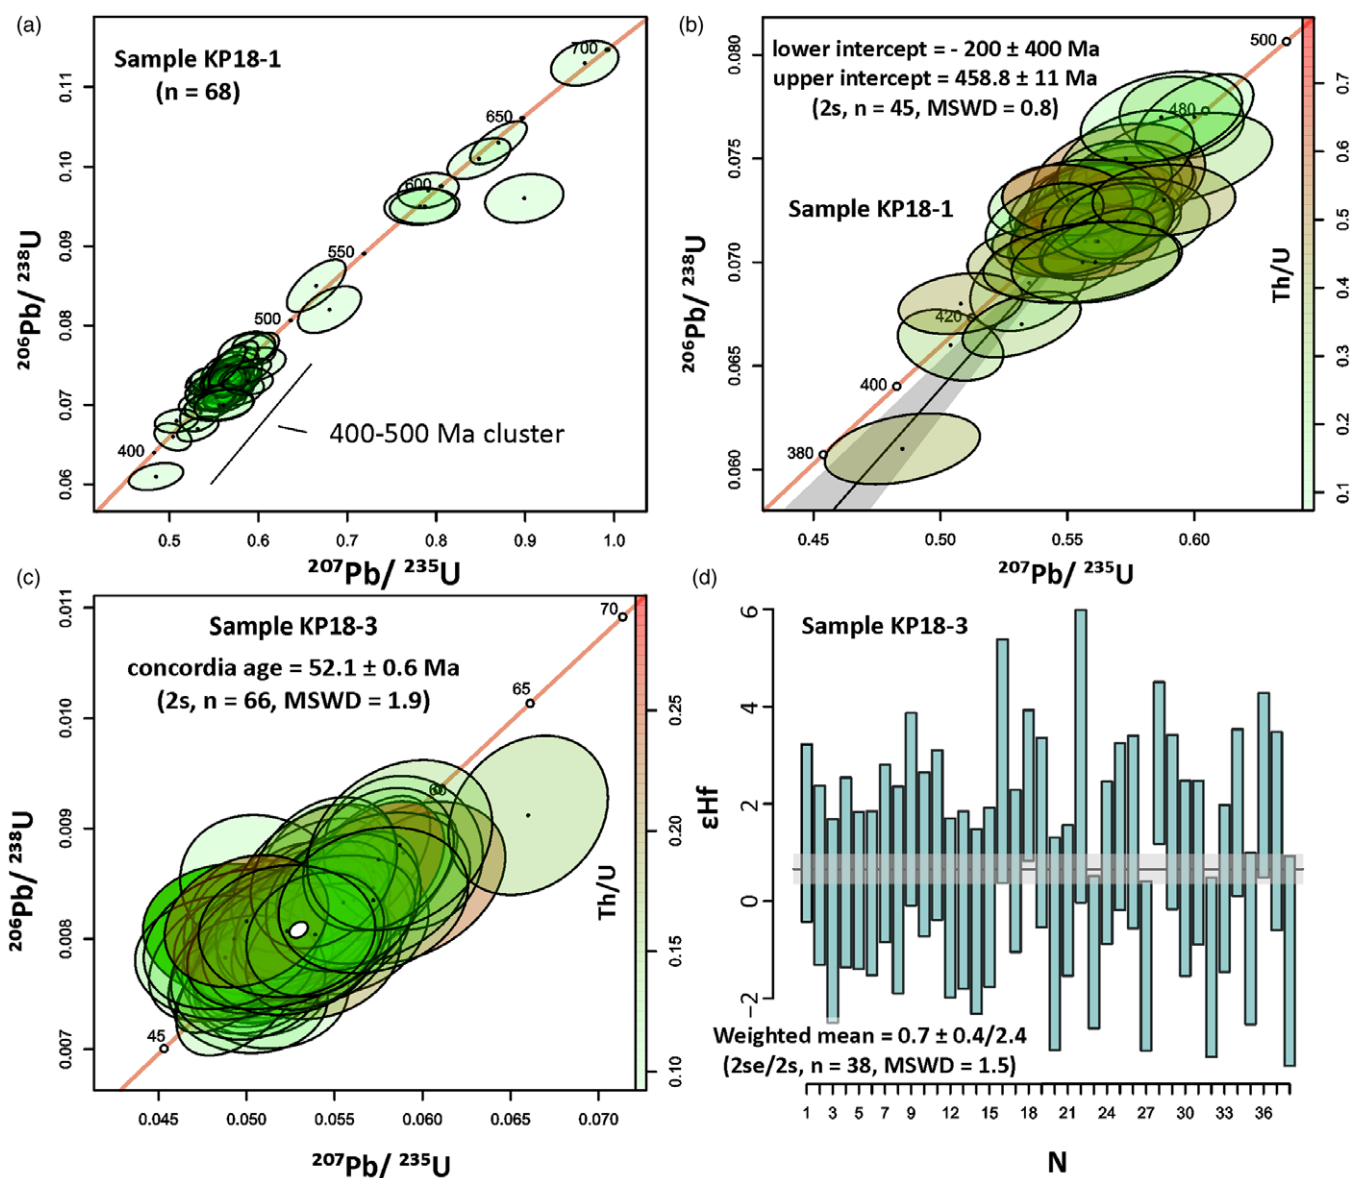 (a)
Sample KP18-1
(n = 68)
700
650
600
550
500
400
400-500 Ma cluster
0.06
0.07
0.08
0.09
0.10
0.11
²⁰⁶Pb/ ²³⁸U
0.5 0.6 0.7 0.8 0.9 1.0
²⁰⁷Pb/ ²³⁵U
(b)
lower intercept = - 200 ± 400 Ma
upper intercept = 458.8 ± 11 Ma
(2s, n = 45, MSWD = 0.8)
Sample KP18-1
500
480
420
400
380
0.060
0.065
0.070
0.075
0.080
²⁰⁶Pb/ ²³⁸U
0.45 0.50 0.55 0.60
²⁰⁷Pb/ ²³⁵U
Th/U
0.1
0.2
0.3
0.4
0.5
0.6
0.7
(c)
Sample KP18-3
concordia age = 52.1 ± 0.6 Ma
(2s, n = 66, MSWD = 1.9)
70
65
60
45
0.007
0.008
0.009
0.010
0.011
²⁰⁶Pb/ ²³⁸U
0.045 0.050 0.055 0.060 0.065 0.070
²⁰⁷Pb/ ²³⁵U
Th/U
0.10
0.15
0.20
0.25
(d)
Sample KP18-3
6
4
2
0
−2
εHf
Weighted mean = 0.7 ± 0.4/2.4
(2se/2s, n = 38, MSWD = 1.5)
1 3 5 7 9 12 15 18 21 24 27 30 33 36
N